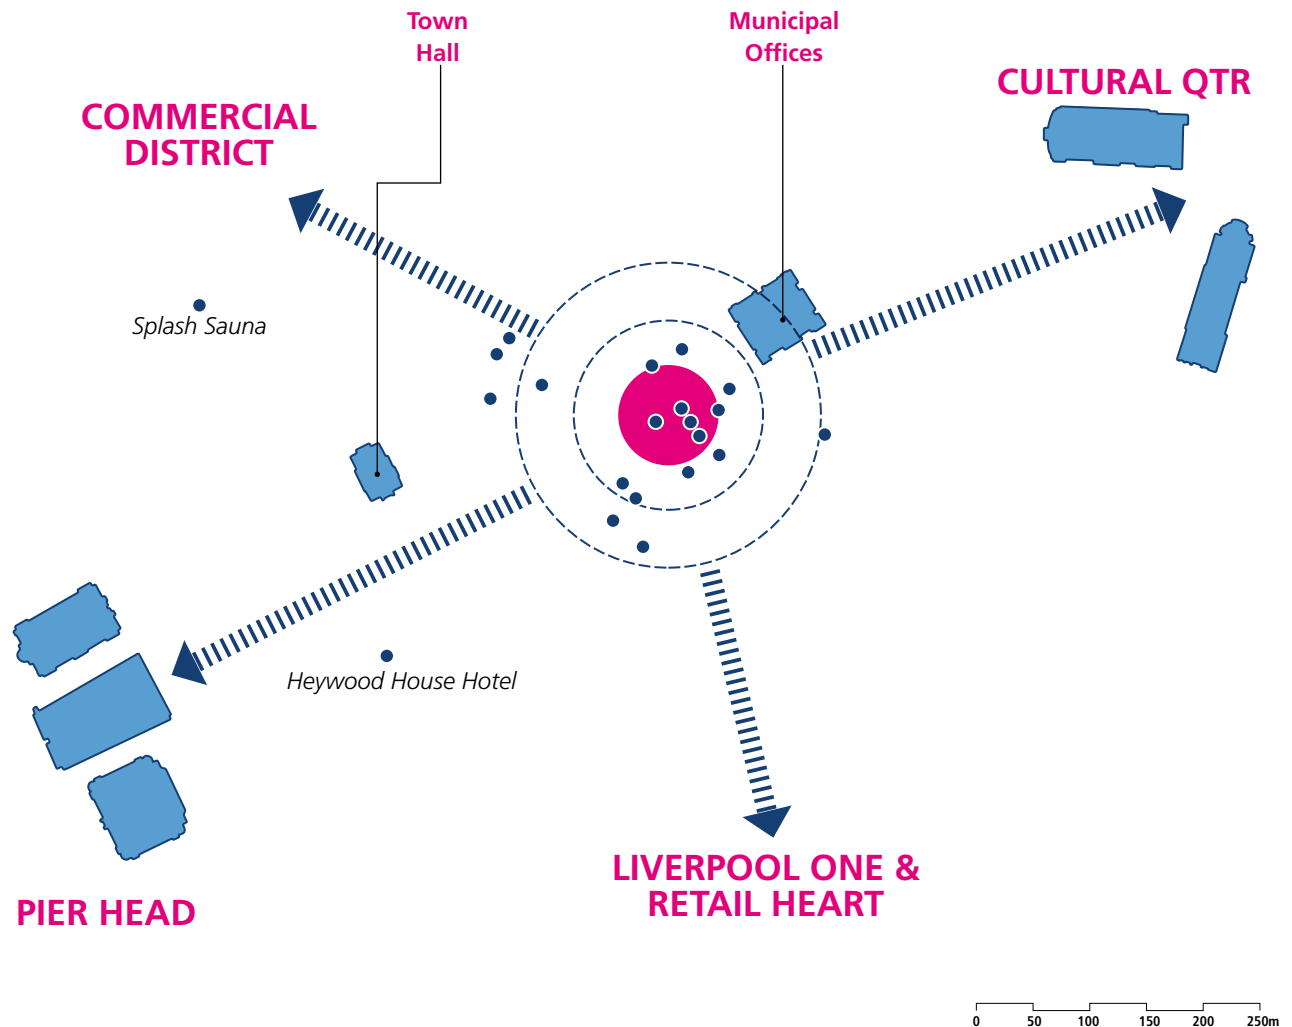 Town
Hall
Municipal
Offices
CULTURAL QTR
COMMERCIAL
DISTRICT
Splash Sauna
Heywood House Hotel
LIVERPOOL ONE &
RETAIL HEART
PIER HEAD
0 50 100 150 200 250m